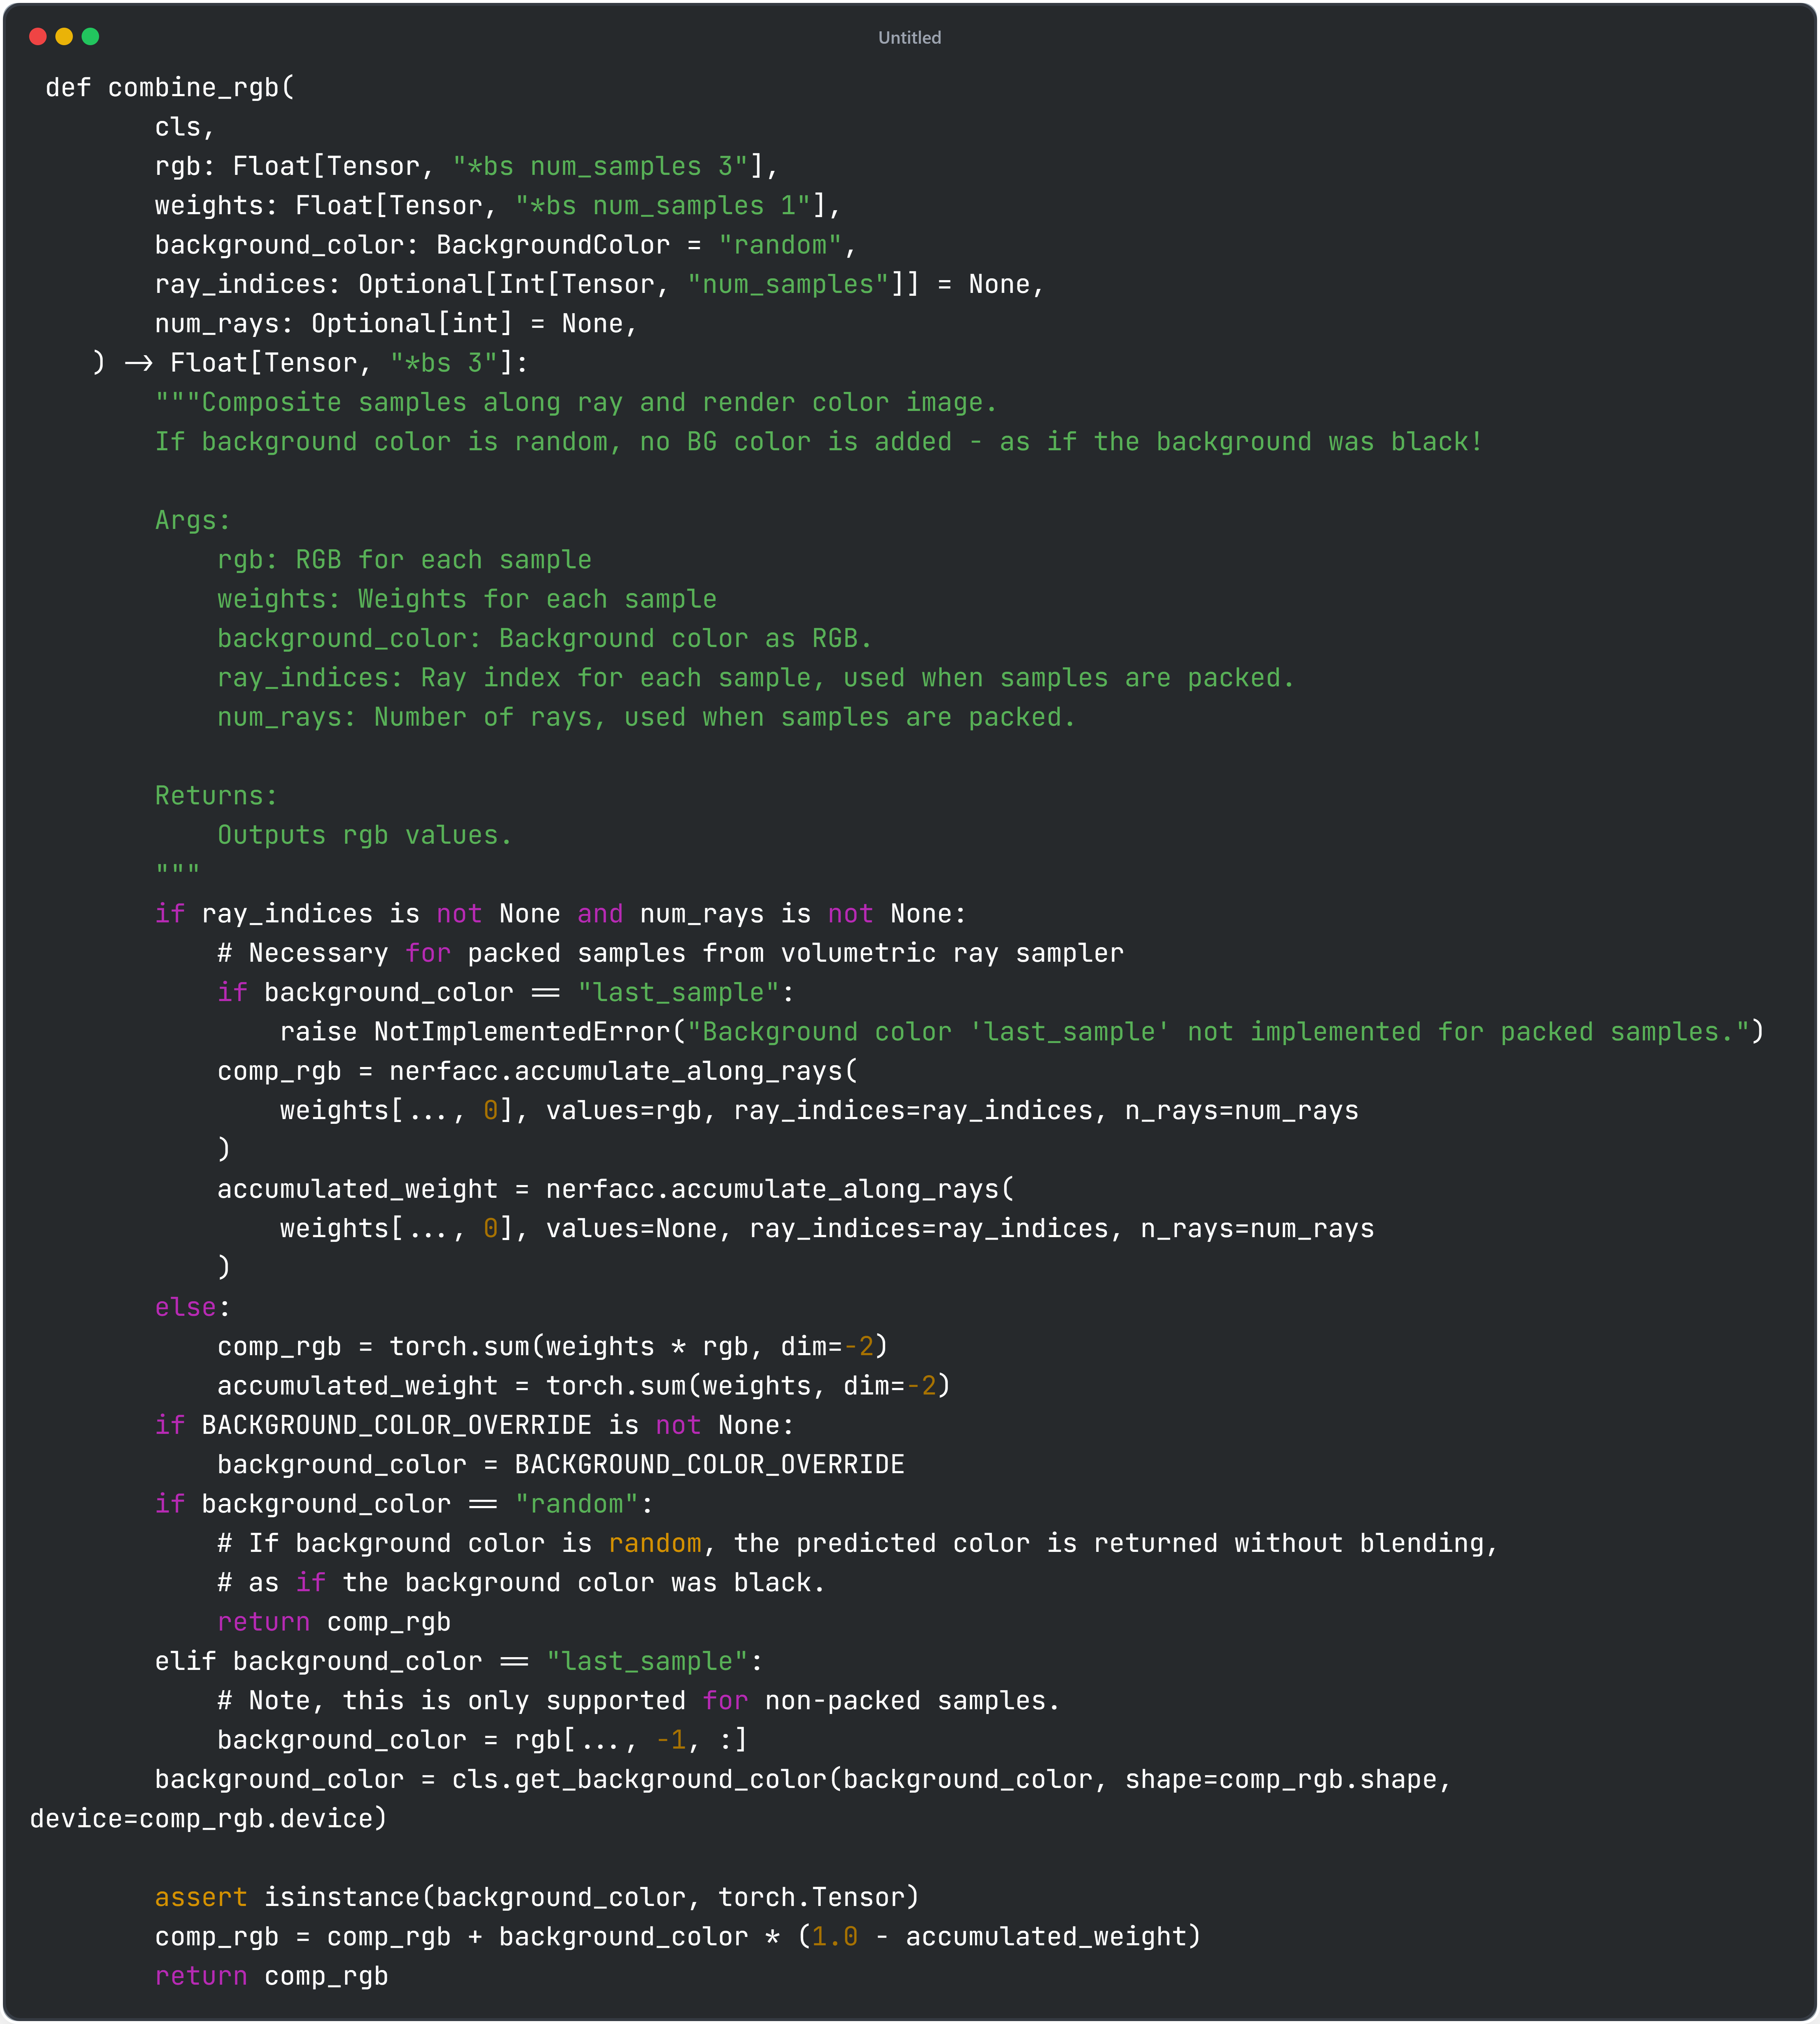 Untitled
def combine_rgb(
cls,
rgb: Float[Tensor, "*bs num_samples 3"],
weights: Float[Tensor, "*bs num_samples 1"],
background_color: BackgroundColor = "random",
ray_indices: Optional[Int[Tensor, "num_samples"]] = None,
num_rays: Optional[int] = None,
) -> Float[Tensor, "*bs 3"]:
"""Composite samples along ray and render color image.
If background color is random, no BG color is added - as if the background was black!
Args:
rgb: RGB for each sample
weights: Weights for each sample
background_color: Background color as RGB.
ray_indices: Ray index for each sample, used when samples are packed.
num_rays: Number of rays, used when samples are packed.
Returns:
Outputs rgb values.
"""
if ray_indices is not None and num_rays is not None:
# Necessary for packed samples from volumetric ray sampler
if background_color == "last_sample":
raise NotImplementedError("Background color 'last_sample' not implemented for packed samples.")
comp_rgb = nerfacc.accumulate_along_rays(
weights[..., 0], values=rgb, ray_indices=ray_indices, n_rays=num_rays
)
accumulated_weight = nerfacc.accumulate_along_rays(
weights[..., 0], values=None, ray_indices=ray_indices, n_rays=num_rays
)
else:
comp_rgb = torch.sum(weights * rgb, dim=-2)
accumulated_weight = torch.sum(weights, dim=-2)
if BACKGROUND_COLOR_OVERRIDE is not None:
background_color = BACKGROUND_COLOR_OVERRIDE
if background_color == "random":
# If background color is random, the predicted color is returned without blending,
# as if the background color was black.
return comp_rgb
elif background_color == "last_sample":
# Note, this is only supported for non-packed samples.
background_color = rgb[..., -1, :]
background_color = cls.get_background_color(background_color, shape=comp_rgb.shape,
device=comp_rgb.device)
assert isinstance(background_color, torch.Tensor)
comp_rgb = comp_rgb + background_color * (1.0 - accumulated_weight)
return comp_rgb